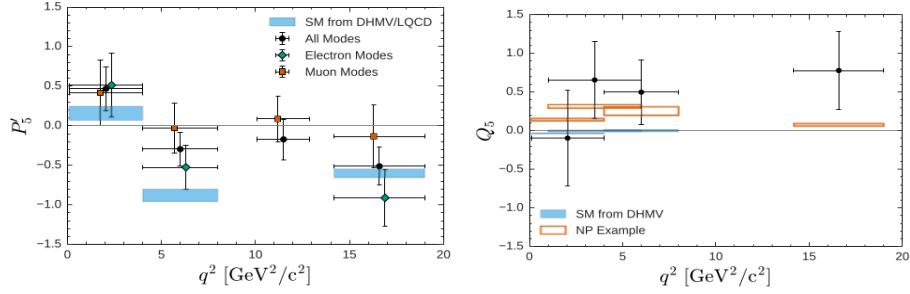 1.5
1.0
0.5
0.0
−0.5
−1.0
−1.5
P′5
SM from DHMV/LQCD
All Modes
Electron Modes
Muon Modes
0 5 10 15 20
q² [GeV²/c²]
1.5
1.0
0.5
0.0
−0.5
−1.0
−1.5
Q5
SM from DHMV
NP Example
0 5 10 15 20
q² [GeV²/c²]